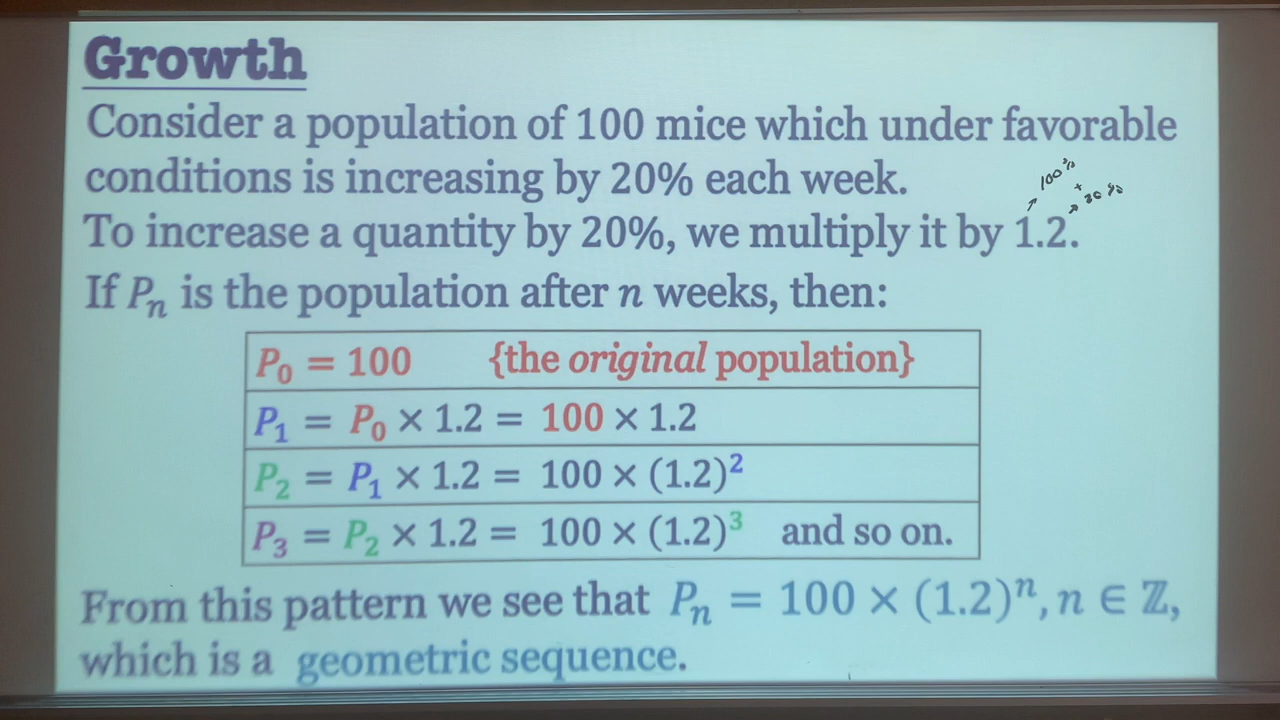 Growth
Consider a population of 100 mice which under favorable
conditions is increasing by 20% each week.
100%
+
20%
To increase a quantity by 20%, we multiply it by 1.2.
If Pₙ is the population after n weeks, then:
P₀ = 100 {the original population}
P₁ = P₀ × 1.2 = 100 × 1.2
P₂ = P₁ × 1.2 = 100 × (1.2)²
P₃ = P₂ × 1.2 = 100 × (1.2)³ and so on.
From this pattern we see that Pₙ = 100 × (1.2)ⁿ, n ∈ ℤ,
which is a geometric sequence.